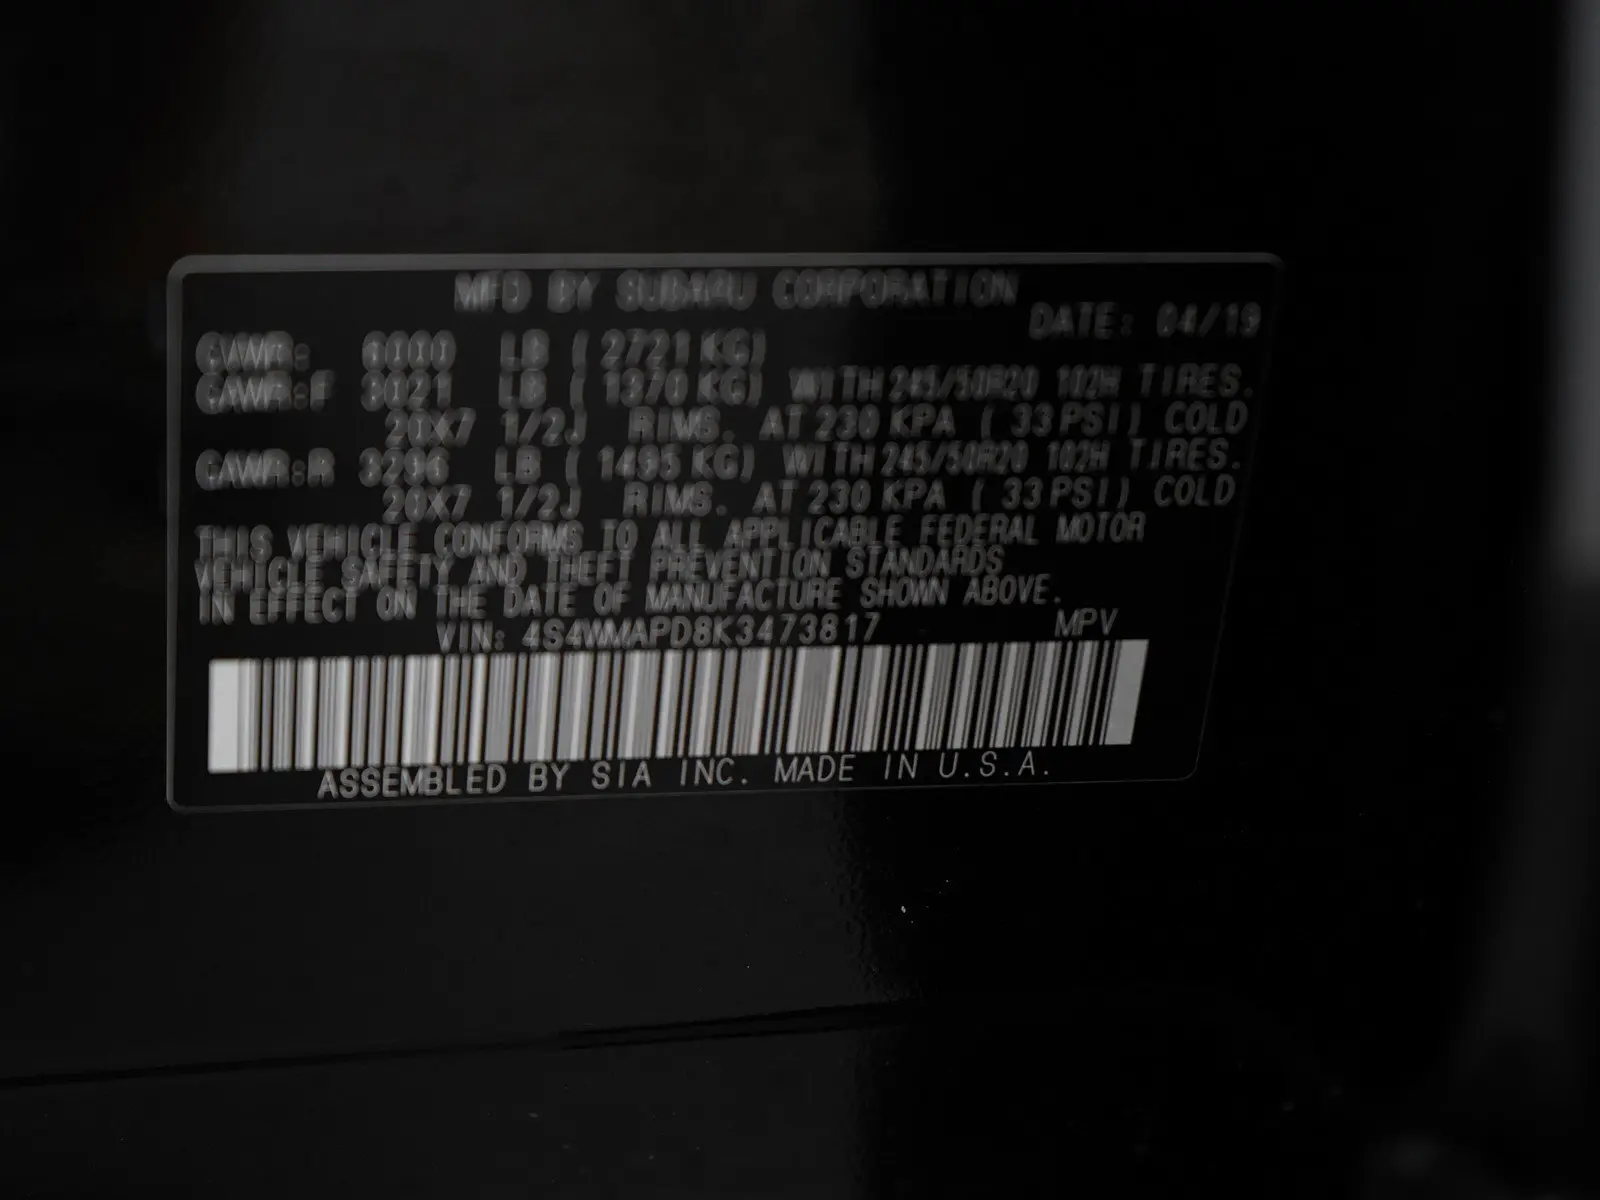 MFD BY SUBARU CORPORATION
DATE: 04/19
GVWR: 6000 LB ( 2721 KG)
GAWR:F 3021 LB ( 1370 KG) WITH 245/50R20 102H TIRES.
20X7 1/2J RIMS. AT 230 KPA ( 33 PSI) COLD
GAWR:R 3296 LB ( 1495 KG) WITH 245/50R20 102H TIRES.
20X7 1/2J RIMS. AT 230 KPA ( 33 PSI) COLD
THIS VEHICLE CONFORMS TO ALL APPLICABLE FEDERAL MOTOR
VEHICLE SAFETY AND THEFT PREVENTION STANDARDS
IN EFFECT ON THE DATE OF MANUFACTURE SHOWN ABOVE.
VIN: 4S4WMAPD8K3473817 MPV
ASSEMBLED BY SIA INC. MADE IN U.S.A.